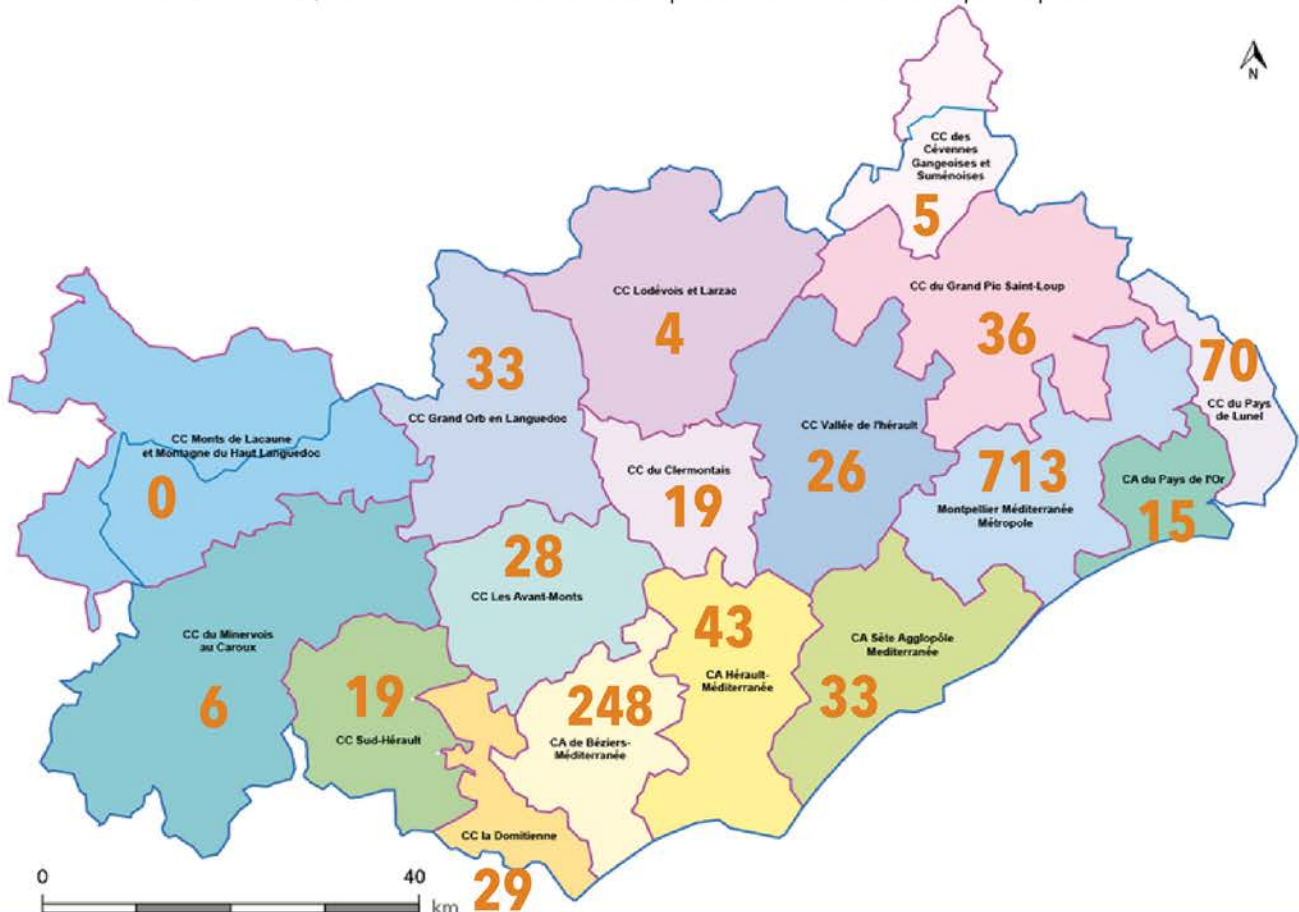 N
CC des
Cévennes
Gangeoises et
Suménoises
5
CC Lodévois et Larzac
4
CC du Grand Pic Saint-Loup
36
70
CC du Pays
de Lunel
33
CC Grand Orb en Languedoc
CC Vallée de l'hérault
26
CC Monts de Lacaune
et Montagne du Haut Languedoc
0
CC du Clermontais
19
713
Montpellier Méditerranée
Métropole
CA du Pays de l'Or
15
28
CC Les Avant-Monts
43
CA Hérault-
Méditerranée
CA Sète Agglopôle
Mediterranée
33
CC du Minervois
au Caroux
6
19
CC Sud-Hérault
248
CA de Béziers-
Méditerranée
CC la Domitienne
29
0
40
km